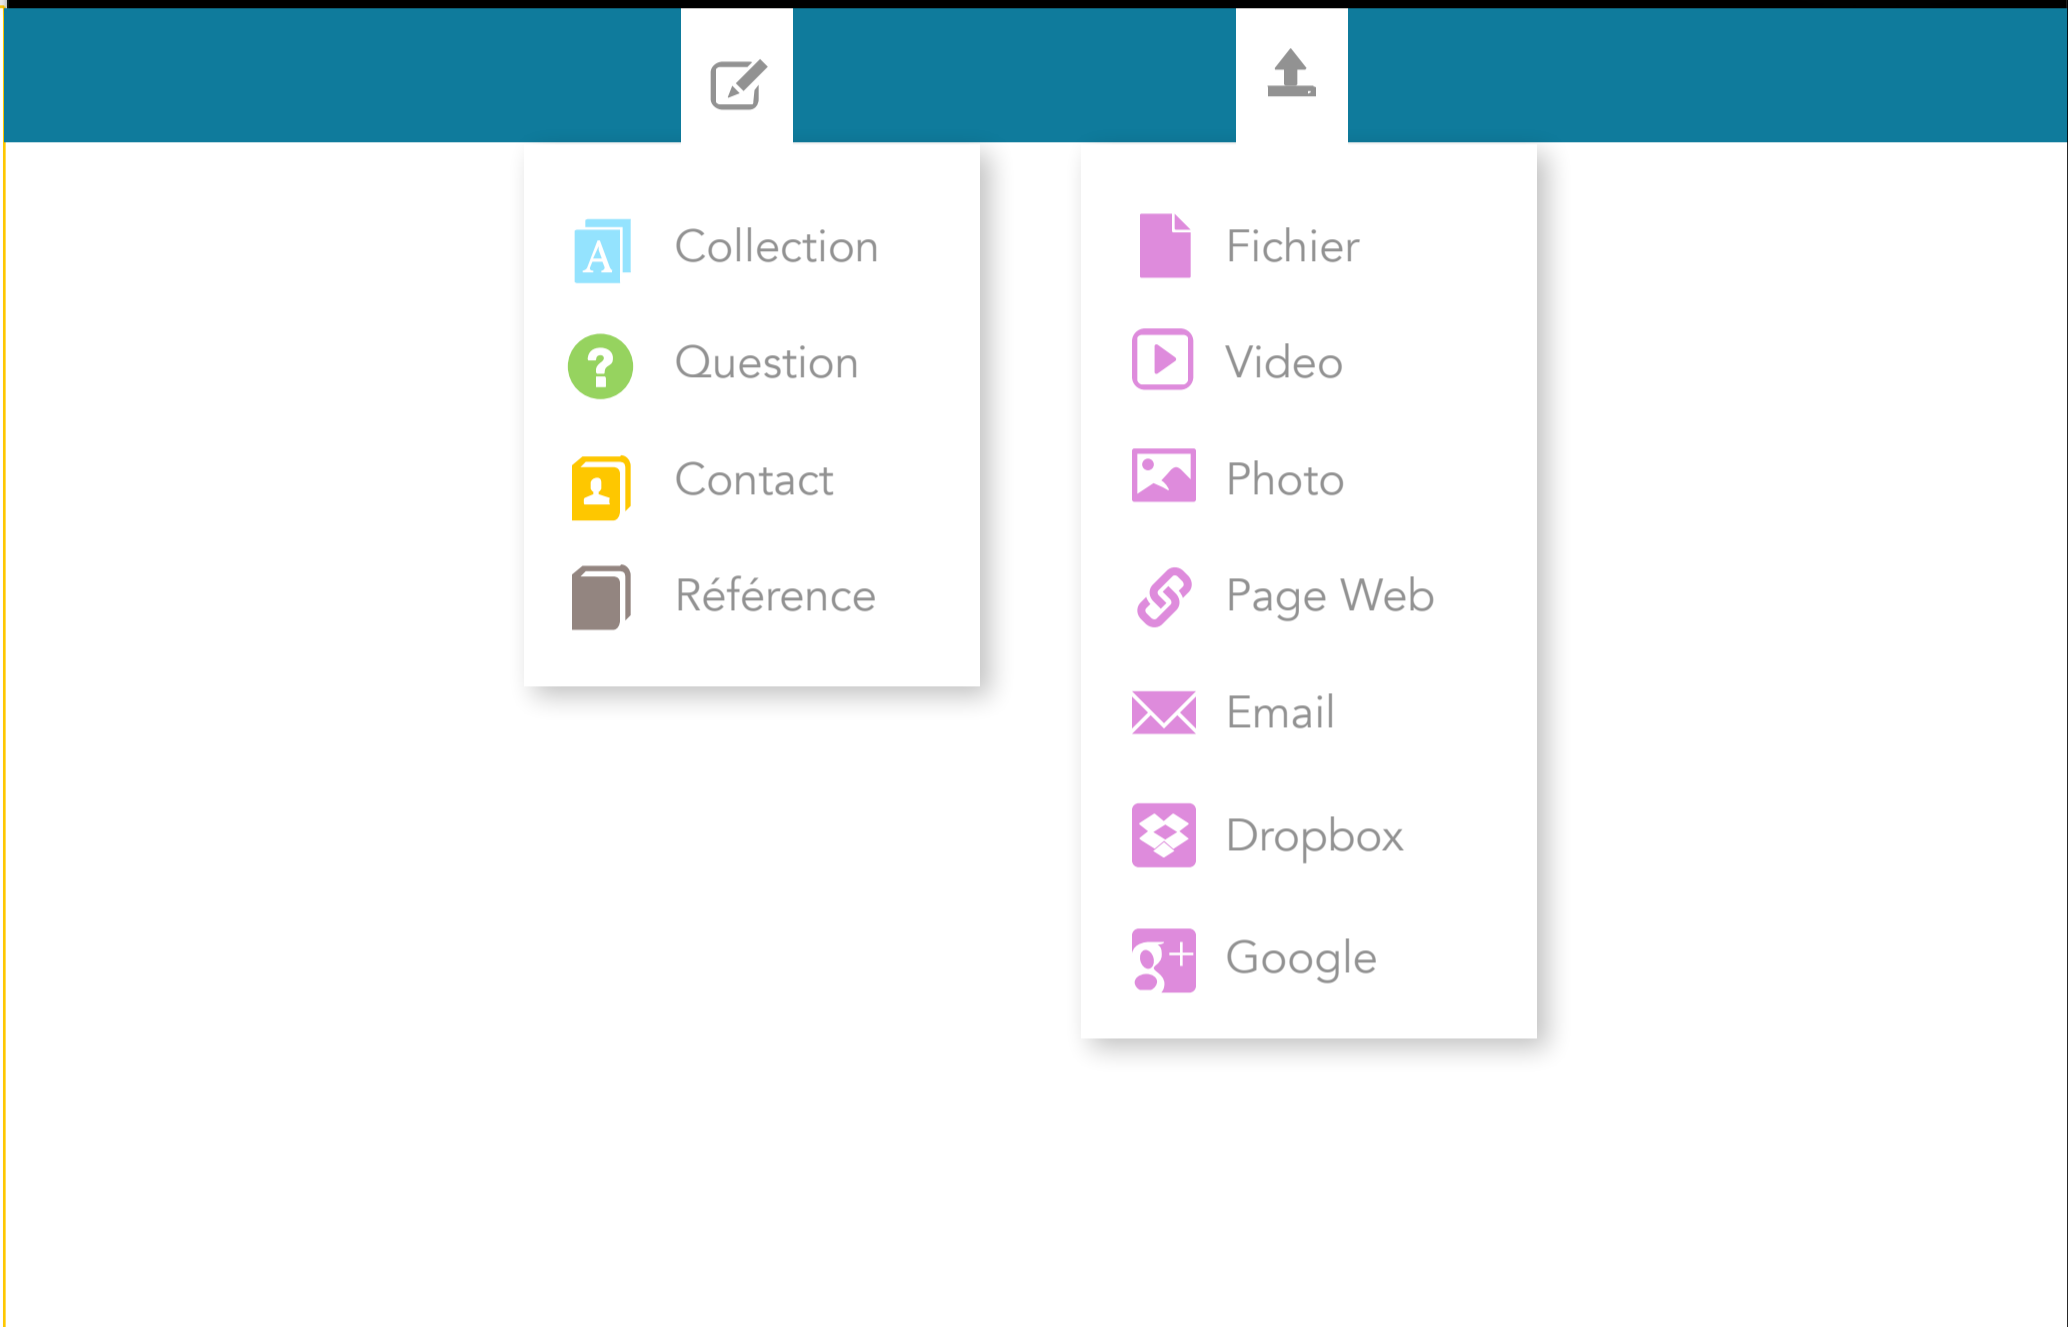 Collection
Question
Contact
Référence
Fichier
Video
Photo
Page Web
Email
Dropbox
Google